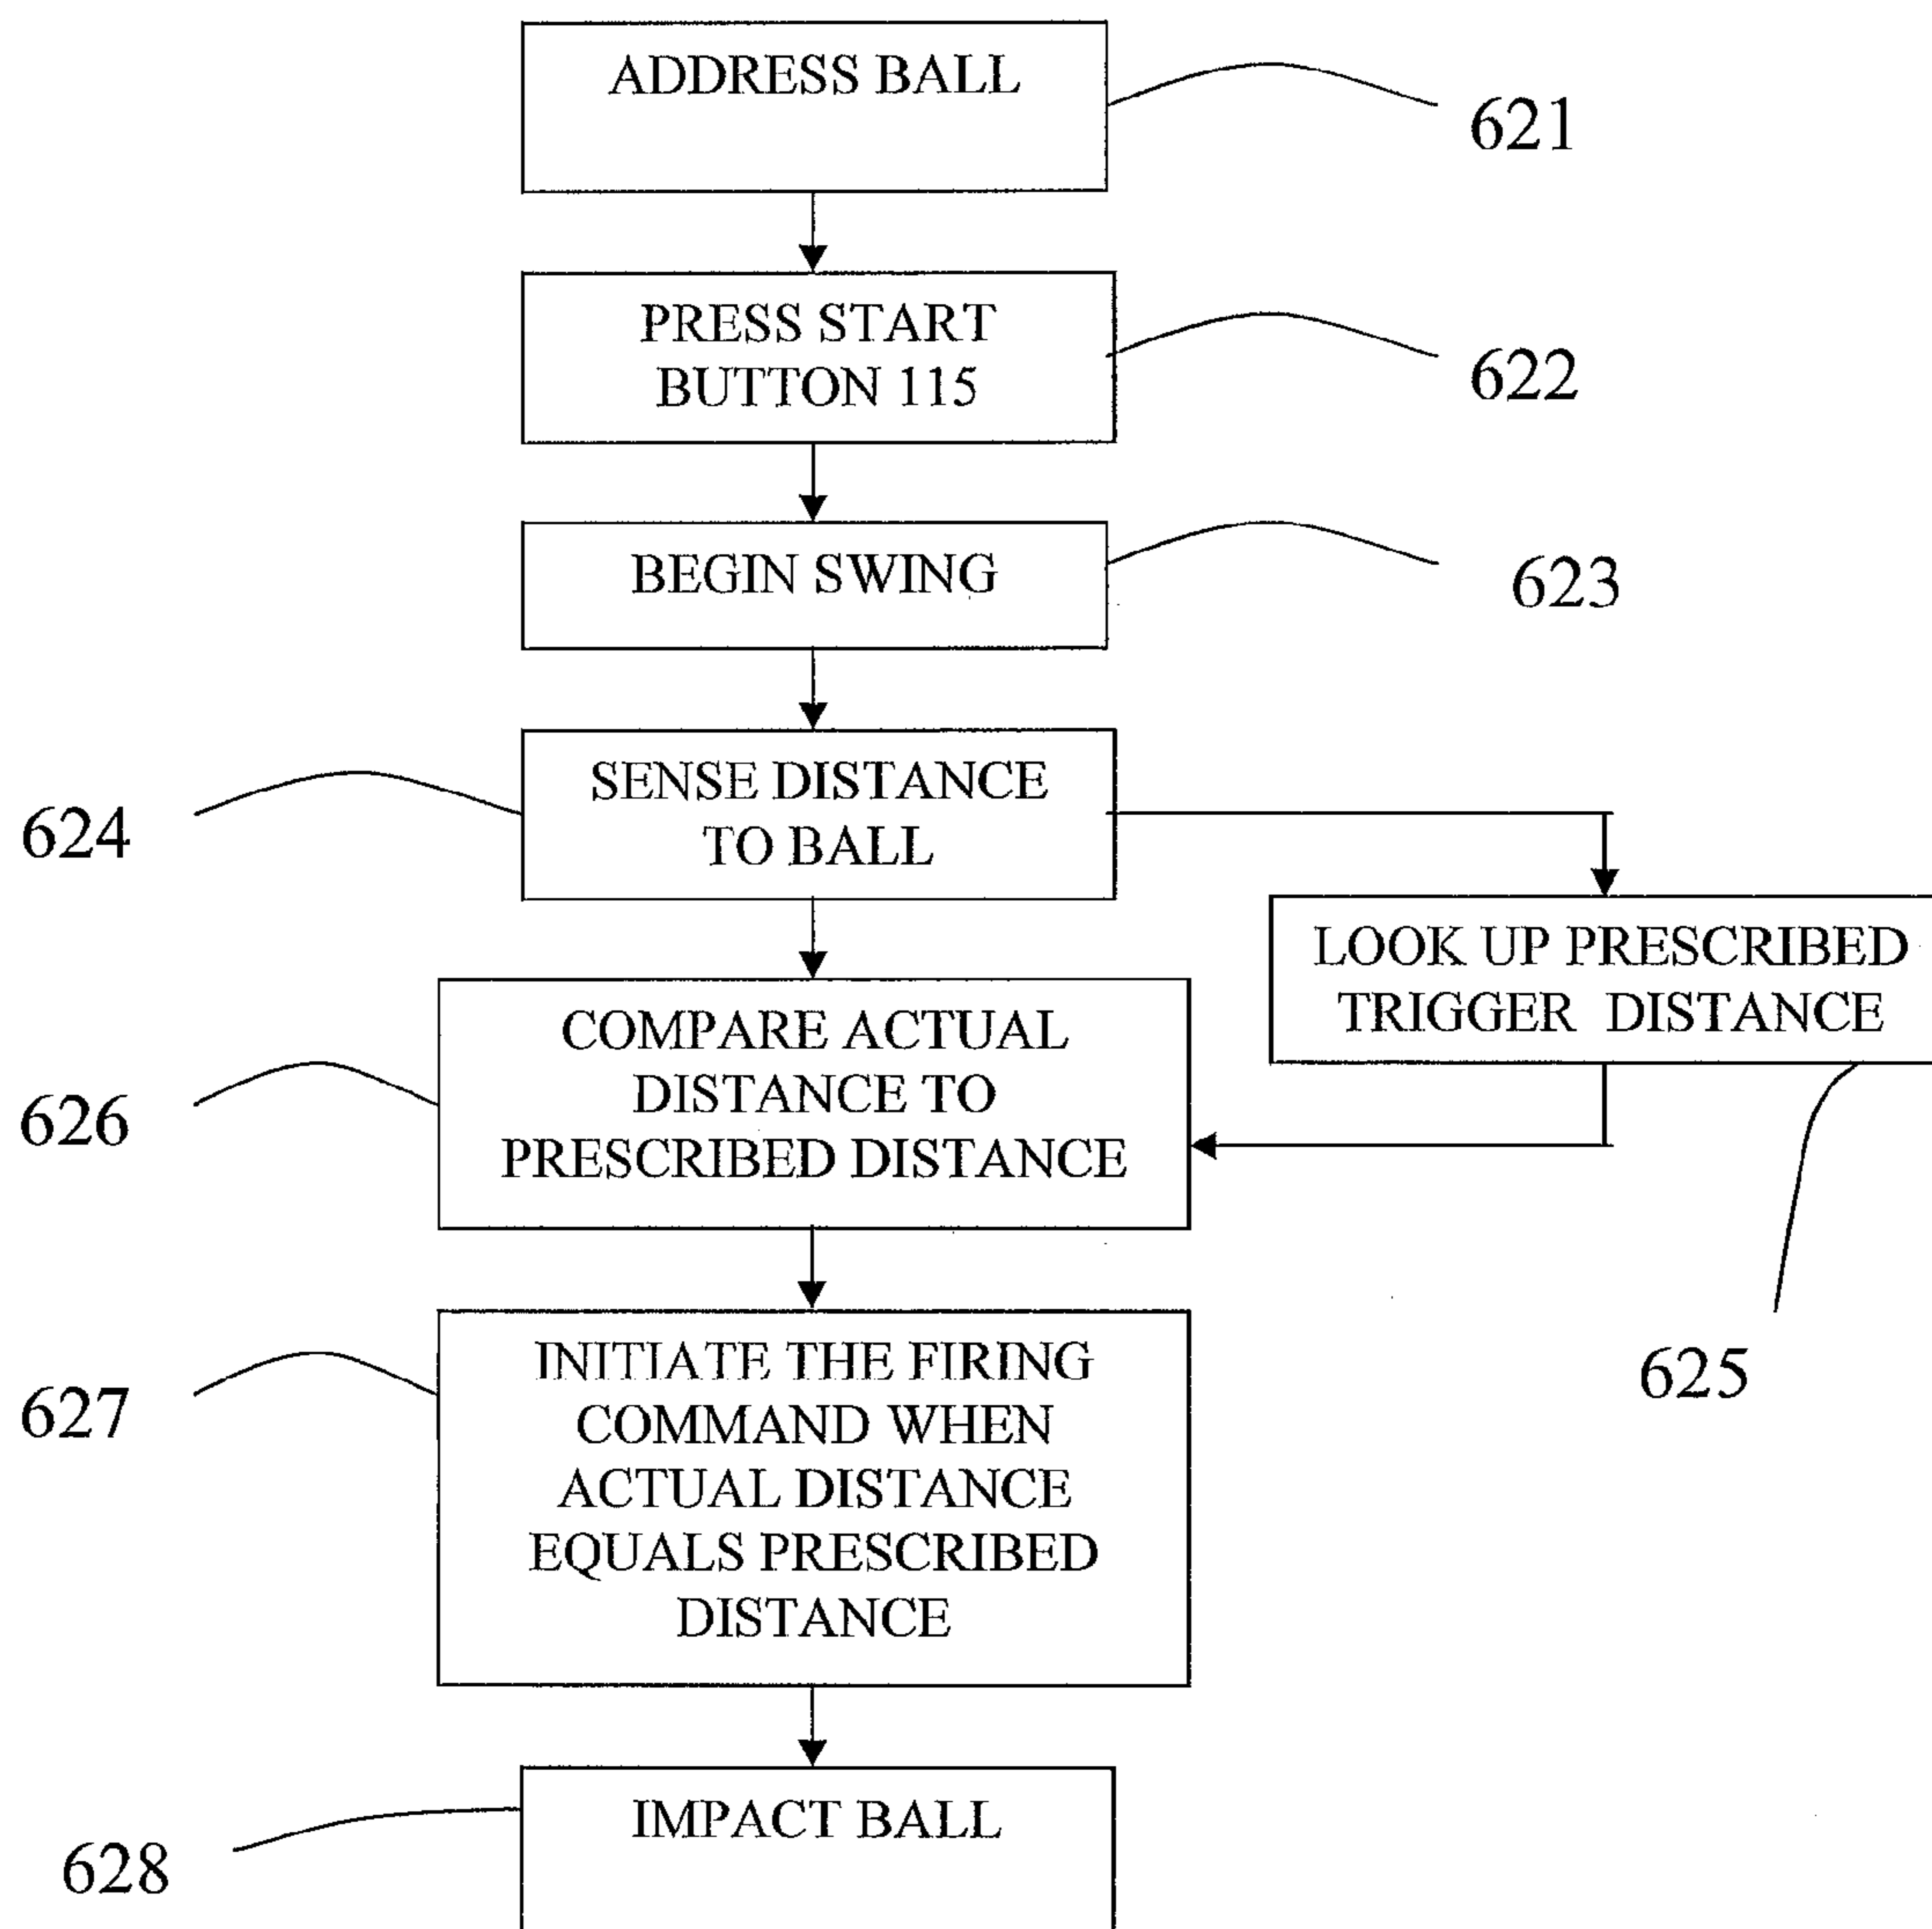 ADDRESS BALL
621
PRESS START
BUTTON 115
622
BEGIN SWING
623
SENSE DISTANCE
TO BALL
624
LOOK UP PRESCRIBED
TRIGGER DISTANCE
625
COMPARE ACTUAL
DISTANCE TO
PRESCRIBED DISTANCE
626
INITIATE THE FIRING
COMMAND WHEN
ACTUAL DISTANCE
EQUALS PRESCRIBED
DISTANCE
627
IMPACT BALL
628